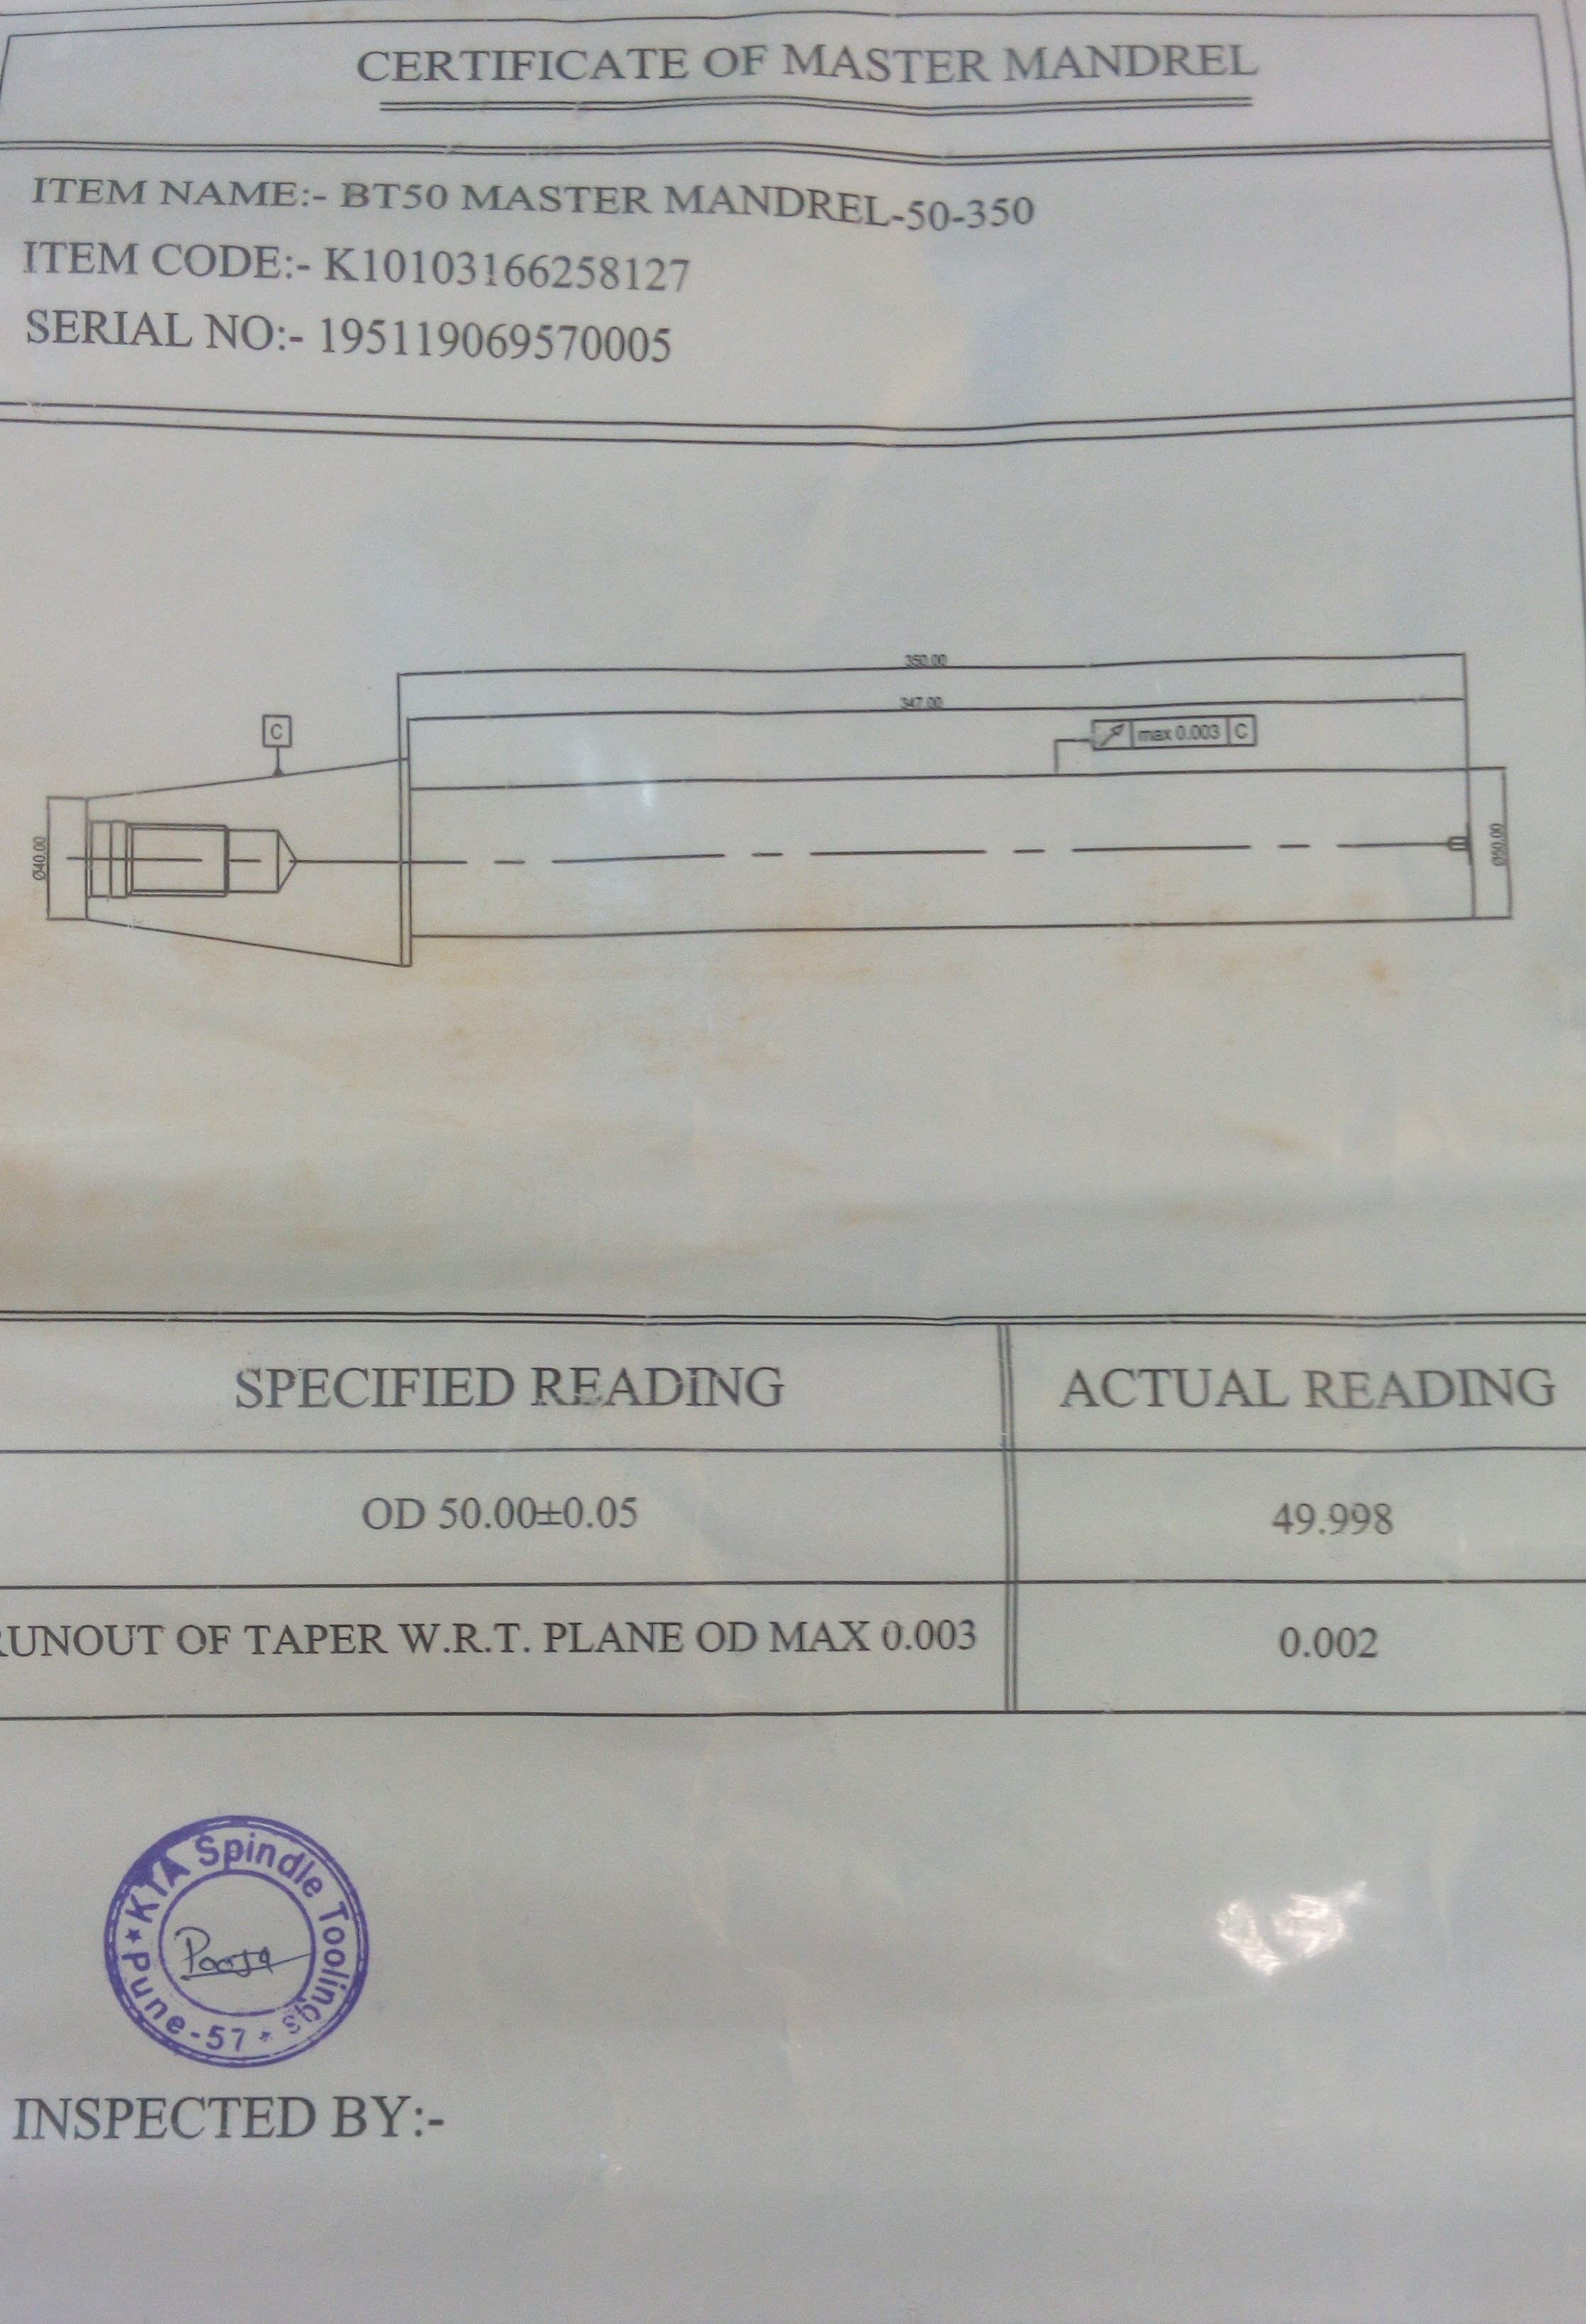 CERTIFICATE OF MASTER MANDREL
ITEM NAME:- BT50 MASTER MANDREL-50-350
ITEM CODE:- K10103166258127
SERIAL NO:- 195119069570005
350.00
347.00
C
max 0.003 C
Ø40.00
Ø50.00
SPECIFIED READING ACTUAL READING
OD 50.00±0.05 49.998
RUNOUT OF TAPER W.R.T. PLANE OD MAX 0.003 0.002
KTA Spindle Toolings
* Pune-57 *
Pooja
INSPECTED BY:-